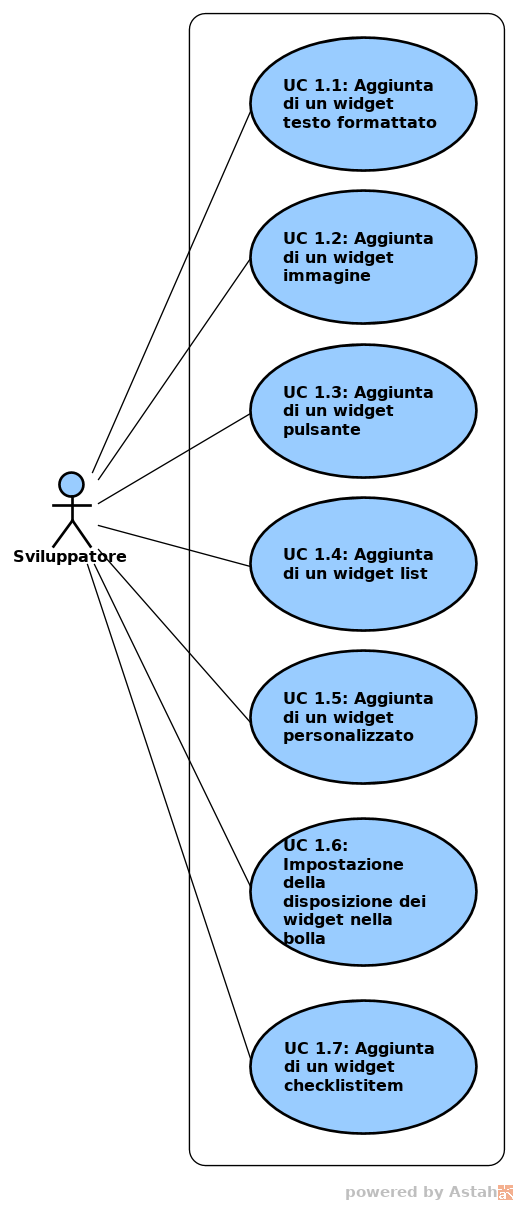 UC 1.1: Aggiunta
di un widget
testo formattato
UC 1.2: Aggiunta
di un widget
immagine
UC 1.3: Aggiunta
di un widget
pulsante
Sviluppatore
UC 1.4: Aggiunta
di un widget list
UC 1.5: Aggiunta
di un widget
personalizzato
UC 1.6:
Impostazione
della
disposizione dei
widget nella
bolla
UC 1.7: Aggiunta
di un widget
checklistitem
powered by Astah